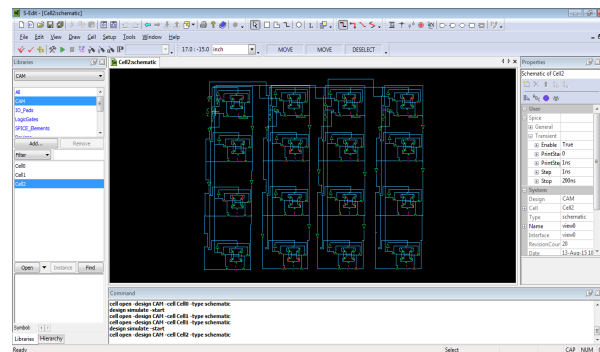 S-Edit - [Cell2:schematic]
File Edit View Draw Cell Setup Tools Window Help
17.0 : -15.0 inch MOVE MOVE DESELECT
Libraries
Cell2:schematic
Properties
CAM
Schematic of Cell2
All
CAM
IO_Pads
LogicGates
SPICE_Elements
Add... Remove
Filter
Cell0
Cell1
Cell2
Open Distance Find
Symbol:
Libraries Hierarchy
User
Spice
General
Transient
Enable True
PrintStar 0
PrintStep 1ns
Step 1ns
Stop 200ns
System
Design CAM
Cell Cell2
Type schematic
Name view0
Interface view0
RevisionCour 20
Date 13-Aug-15 10
Command
cell open -design CAM -cell Cell0 -type schematic
design simulate -start
cell open -design CAM -cell Cell1 -type schematic
cell open -design CAM -cell Cell0 -type schematic
design simulate -start
cell open -design CAM -cell Cell2 -type schematic
Ready Select CAP NUM